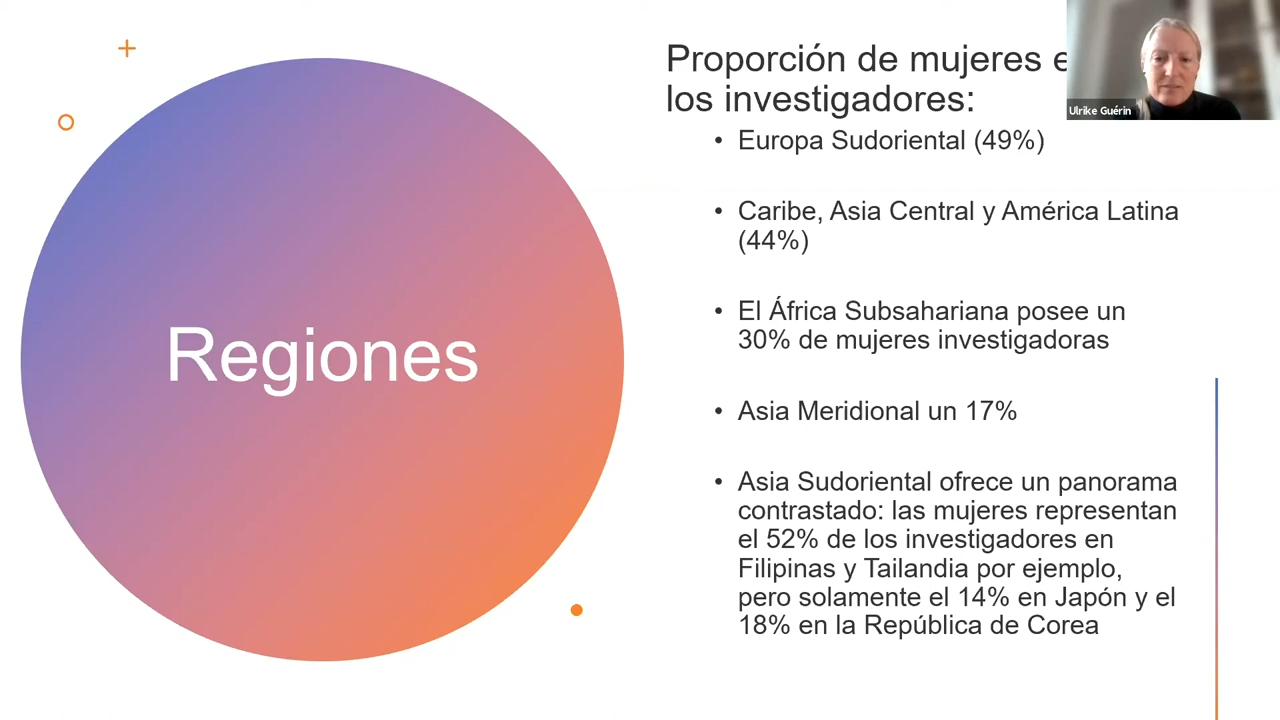 Regiones
Proporción de mujeres
los investigadores:
• Europa Sudoriental (49%)
• Caribe, Asia Central y América Latina
(44%)
• El África Subsahariana posee un
30% de mujeres investigadoras
• Asia Meridional un 17%
• Asia Sudoriental ofrece un panorama
contrastado: las mujeres representan
el 52% de los investigadores en
Filipinas y Tailandia por ejemplo,
pero solamente el 14% en Japón y el
18% en la República de Corea
Ulrike Guérin